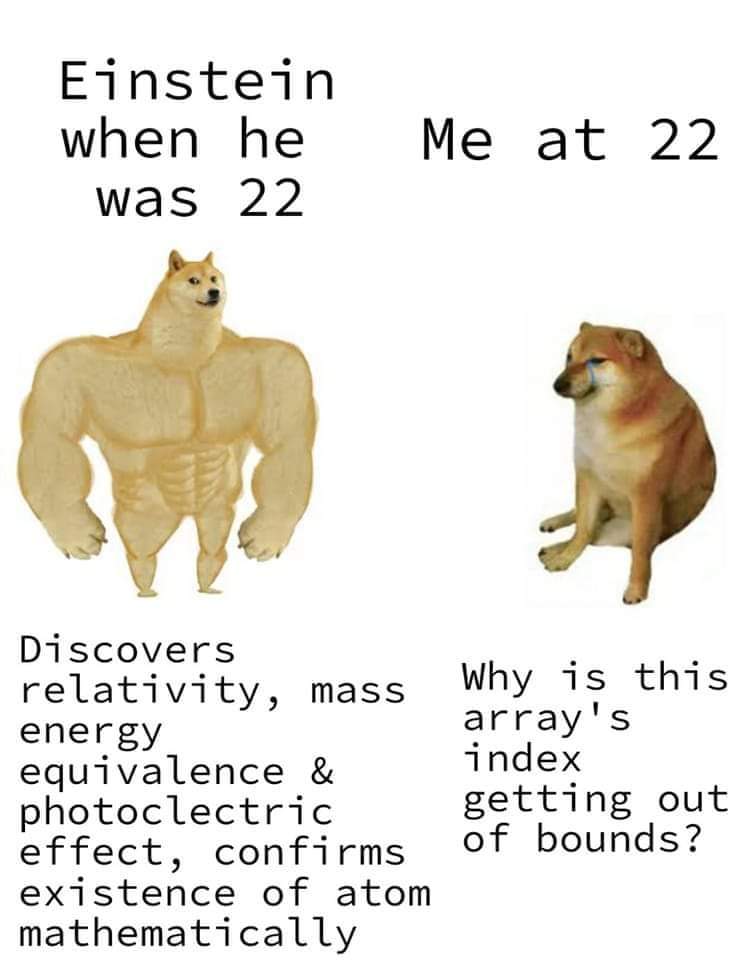 Einstein
when he
was 22
Me at 22
Discovers
relativity, mass
energy
equivalence &
photoclectric
effect, confirms
existence of atom
mathematically
Why is this
array's
index
getting out
of bounds?